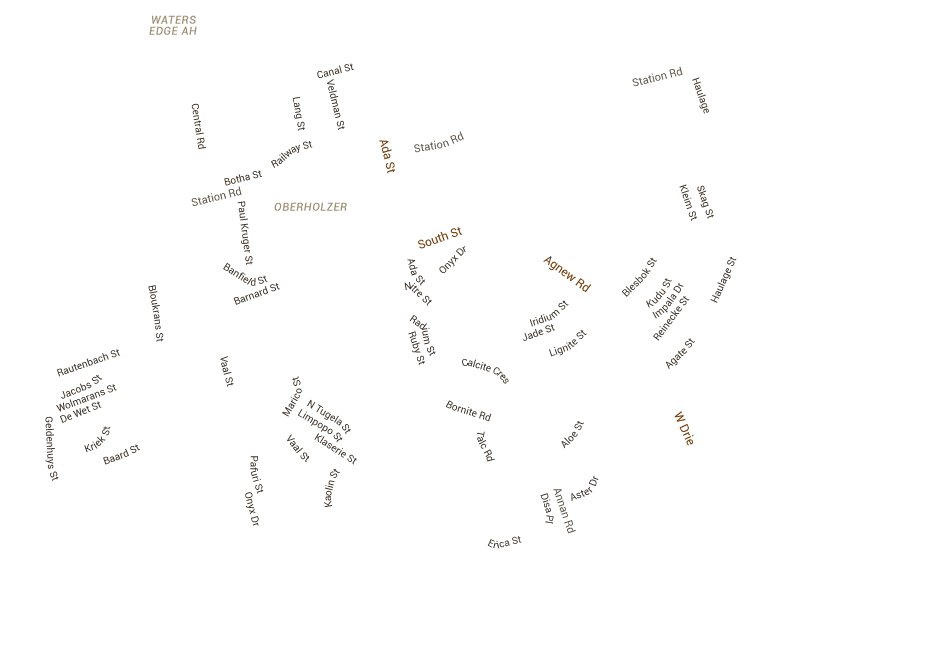 WATERS
EDGE AH
Canal St
Station Rd
Haulage
Veldman St
Lang St
Central Rd
Ada St
Station Rd
Railway St
Botha St
Station Rd
OBERHOLZER
Kleim St
Skag St
Paul Kruger St
South St
Onyx Dr
Ada St
Nitre St
Banfield St
Barnard St
Agnew Rd
Blesbok St
Kudu St
Impala Dr
Reinecke St
Haulage St
Bloukrans St
Iridium St
Jade St
Lignite St
Radium St
Ruby St
Agate St
Rautenbach St
Jacobs St
Wolmarans St
De Wet St
Vaal St
Calcite Cres
Marico St
N Tugela St
Limpopo St
Klaserie St
Vaal St
Bornite Rd
Talc Rd
Aloe St
W Drie
Geldenhuys St
Kriek St
Baard St
Pafuri St
Onyx Dr
Kaolin St
Aster Dr
Annan Rd
Disa Pl
Erica St